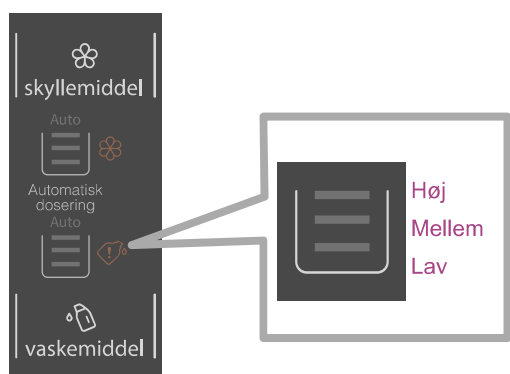 skyllemiddel
Auto
Automatisk
dosering
Auto
vaskemiddel
Høj
Mellem
Lav